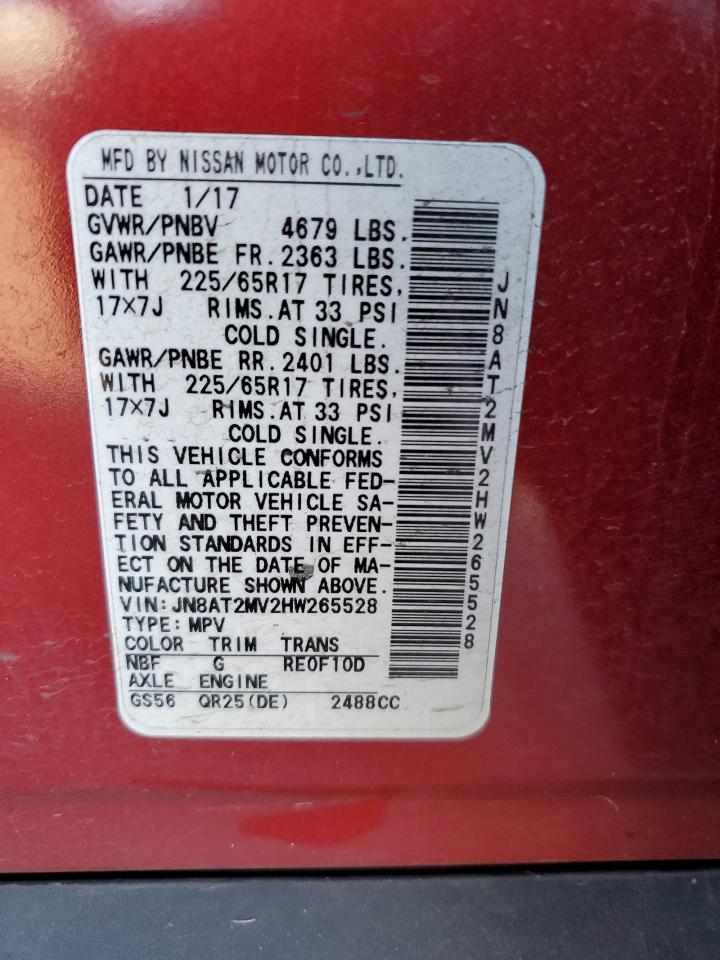 MFD BY NISSAN MOTOR CO.,LTD.
DATE 1/17
GVWR/PNBV 4679 LBS.
GAWR/PNBE FR. 2363 LBS.
WITH 225/65R17 TIRES,
17×7J RIMS. AT 33 PSI
COLD SINGLE.
GAWR/PNBE RR. 2401 LBS.
WITH 225/65R17 TIRES,
17×7J RIMS. AT 33 PSI
COLD SINGLE.
THIS VEHICLE CONFORMS
TO ALL APPLICABLE FED-
ERAL MOTOR VEHICLE SA-
FETY AND THEFT PREVEN-
TION STANDARDS IN EFF-
ECT ON THE DATE OF MA-
NUFACTURE SHOWN ABOVE.
VIN: JN8AT2MV2HW265528
TYPE: MPV
COLOR TRIM TRANS
NBF G RE0F10D
AXLE ENGINE
GS56 QR25(DE) 2488CC
JN8AT2MV2HW265528